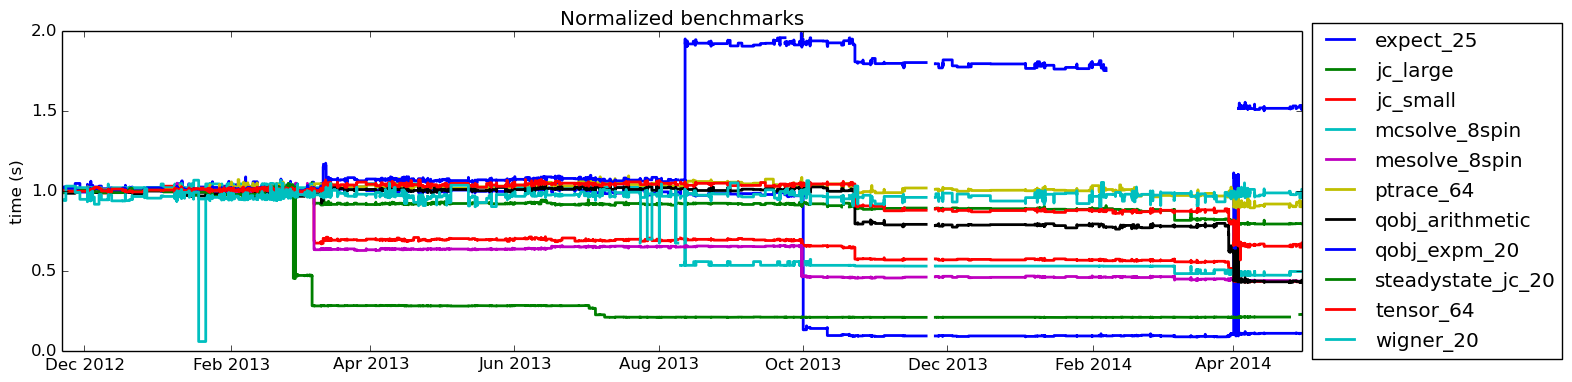 Normalized benchmarks
time (s)
2.0
1.5
1.0
0.5
0.0
Dec 2012
Feb 2013
Apr 2013
Jun 2013
Aug 2013
Oct 2013
Dec 2013
Feb 2014
Apr 2014
expect_25
jc_large
jc_small
mcsolve_8spin
mesolve_8spin
ptrace_64
qobj_arithmetic
qobj_expm_20
steadystate_jc_20
tensor_64
wigner_20